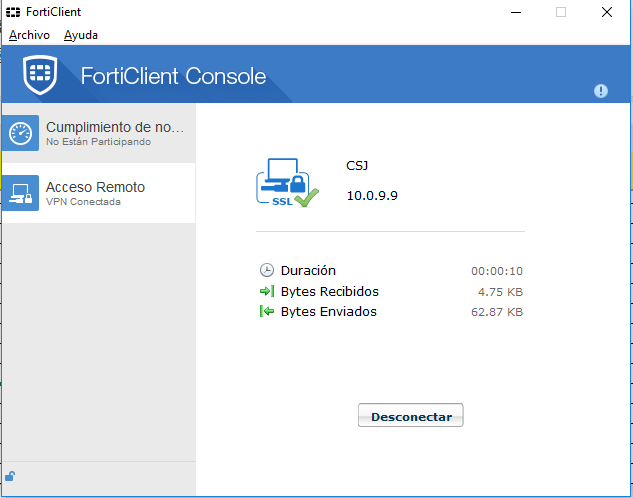 FortiClient
Archivo Ayuda
FortiClient Console
Cumplimiento de no...
No Están Participando
Acceso Remoto
VPN Conectada
SSL
CSJ
10.0.9.9
Duración 00:00:10
Bytes Recibidos 4.75 KB
Bytes Enviados 62.87 KB
Desconectar